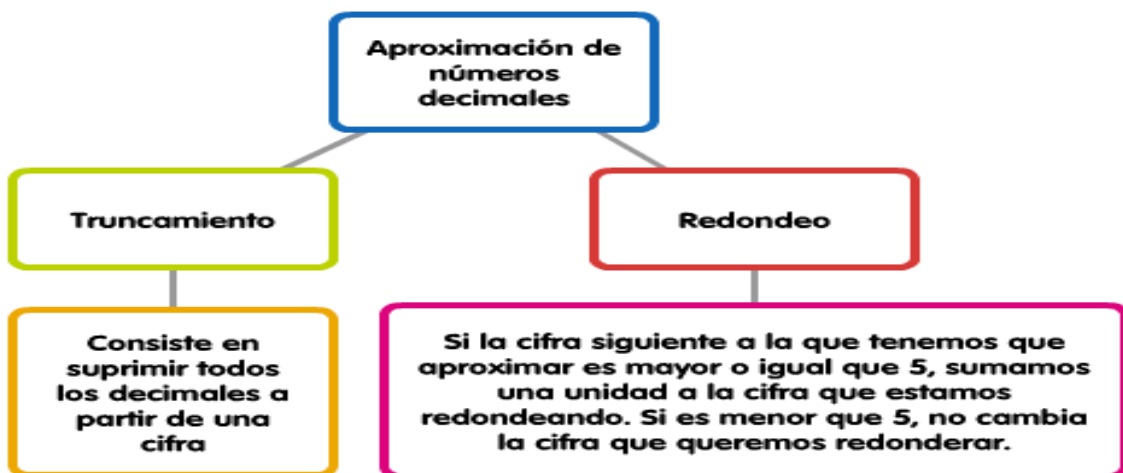 Aproximación de
números
decimales
Truncamiento
Redondeo
Consiste en
suprimir todos
los decimales a
partir de una
cifra
Si la cifra siguiente a la que tenemos que
aproximar es mayor o igual que 5, sumamos
una unidad a la cifra que estamos
redondeando. Si es menor que 5, no cambia
la cifra que queremos redonderar.